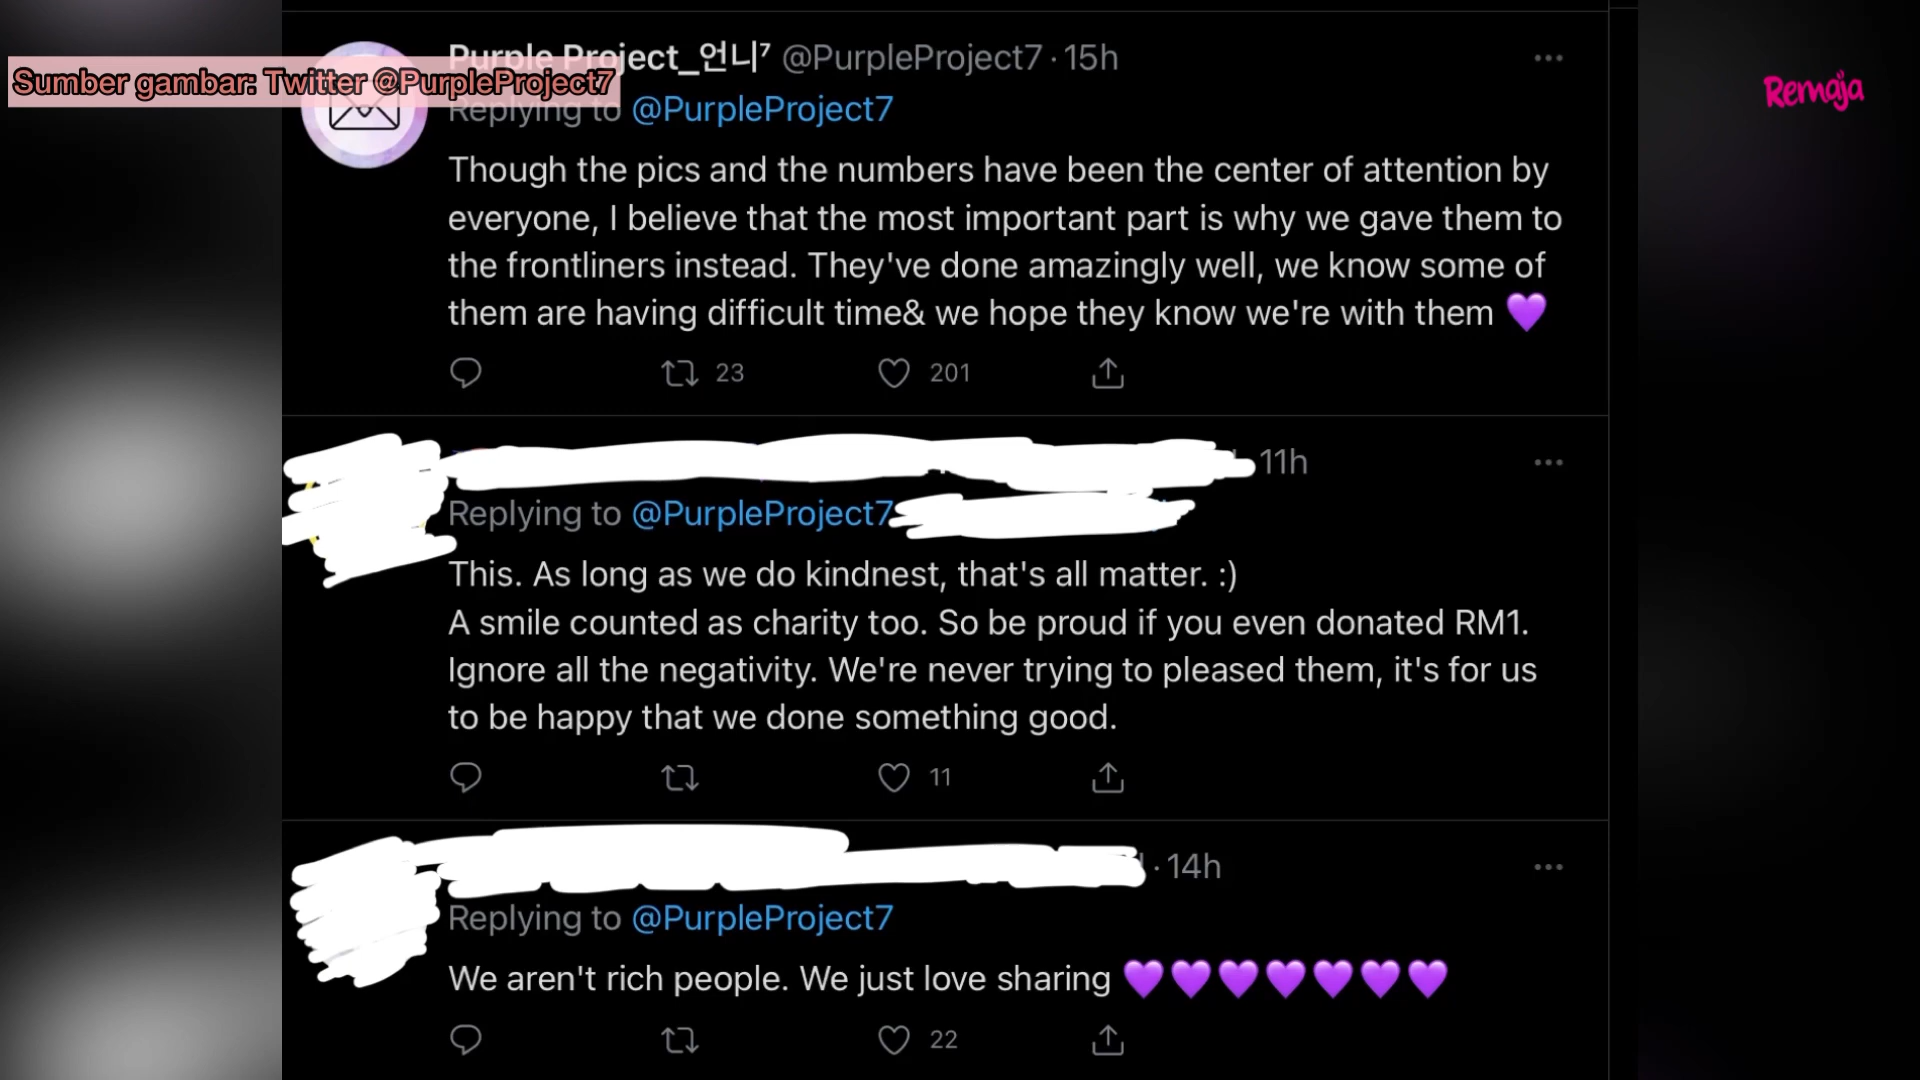 Purple Project_언니⁷ @PurpleProject7 · 15h
Sumber gambar: Twitter @PurpleProject7
Remaja
Replying to @PurpleProject7
Though the pics and the numbers have been the center of attention by
everyone, I believe that the most important part is why we gave them to
the frontliners instead. They've done amazingly well, we know some of
them are having difficult time& we hope they know we're with them 💜
23 201
11h
Replying to @PurpleProject7
This. As long as we do kindnest, that's all matter. :)
A smile counted as charity too. So be proud if you even donated RM1.
Ignore all the negativity. We're never trying to pleased them, it's for us
to be happy that we done something good.
11
· 14h
Replying to @PurpleProject7
We aren't rich people. We just love sharing 💜💜💜💜💜💜💜
22